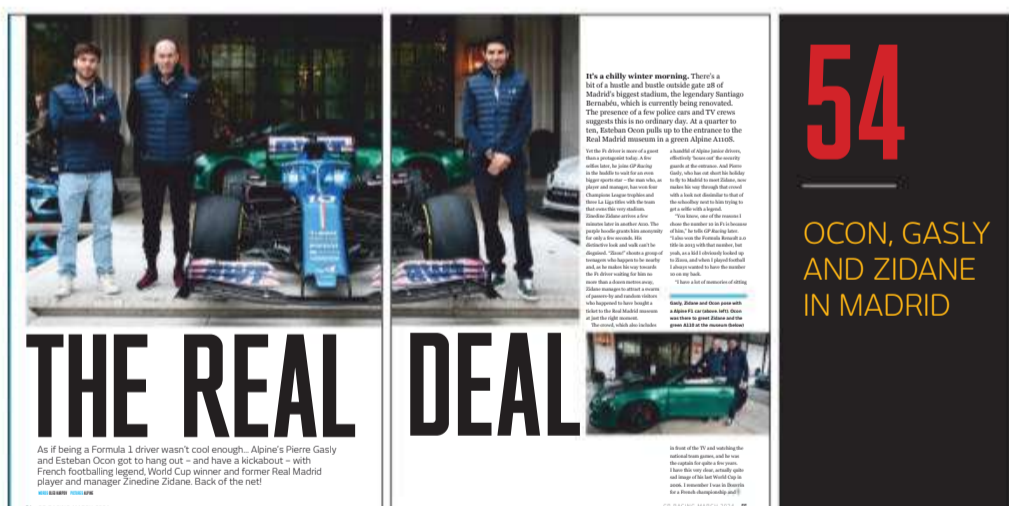 THE REAL DEAL
As if being a Formula 1 driver wasn't cool enough... Alpine's Pierre Gasly
and Esteban Ocon got to hang out – and have a kickabout – with
French footballing legend, World Cup winner and former Real Madrid
player and manager Zinedine Zidane. Back of the net!
WORDS PICTURES ALPINE
It's a chilly winter morning. There's a
bit of a hustle and bustle outside gate 28 of
Madrid's biggest stadium, the legendary Santiago
Bernabéu, which is currently being renovated.
The presence of a few police cars and TV crews
suggests this is no ordinary day. At a quarter to
ten, Esteban Ocon pulls up to the entrance to the
Real Madrid museum in a green Alpine A110S.
Yet the F1 driver is more of a guest
than a protagonist today. A few
selfies later, he joins GP Racing
in the huddle to wait for an even
bigger sports star – the man who, as
player and manager, has won four
Champions League trophies and
three La Liga titles with the team
that owns this very stadium.
Zinedine Zidane arrives a few
minutes later in another A110. The
purple hoodie grants him anonymity
for only a few seconds. His
distinctive look and walk can't be
disguised. "Zizou!" shouts a group of
teenagers who happen to be nearby
and, as he makes his way towards
the F1 driver waiting for him no
more than a dozen metres away,
Zidane manages to attract a swarm
of passers-by and random visitors
who happened to have bought a
ticket to the Real Madrid museum
at just the right moment.
The crowd, which also includes
a handful of Alpine junior drivers,
effectively 'wears out' the security
guards at the entrance. And Pierre
Gasly, who has cut short his holiday
to fly to Madrid to meet Zidane, now
makes his way through that crowd
with a look not dissimilar to that of
the schoolboy next to him trying to
get a selfie with a legend.
"You know, one of the reasons I
chose the number 10 in F1 is because
of him," he tells GP Racing later.
"I also won the Formula Renault 2.0
title in 2013 with that number, but
yeah, as a kid I obviously looked up
to Zizou, and when I played football
I always wanted to have the number
10 on my back.
"I have a lot of memories of sitting
Gasly, Zidane and Ocon pose with
a Alpine F1 car (above left). Ocon
was there to greet Zidane and the
green A110 at the museum (below)
in front of the TV and watching the
national team games, and he was
the captain for quite a few years.
I have this very clear, actually quite
sad image of his last World Cup in
2006. I remember I was in
for a French championship and
GP RACING MARCH
10
54
OCON, GASLY
AND ZIDANE
IN MADRID